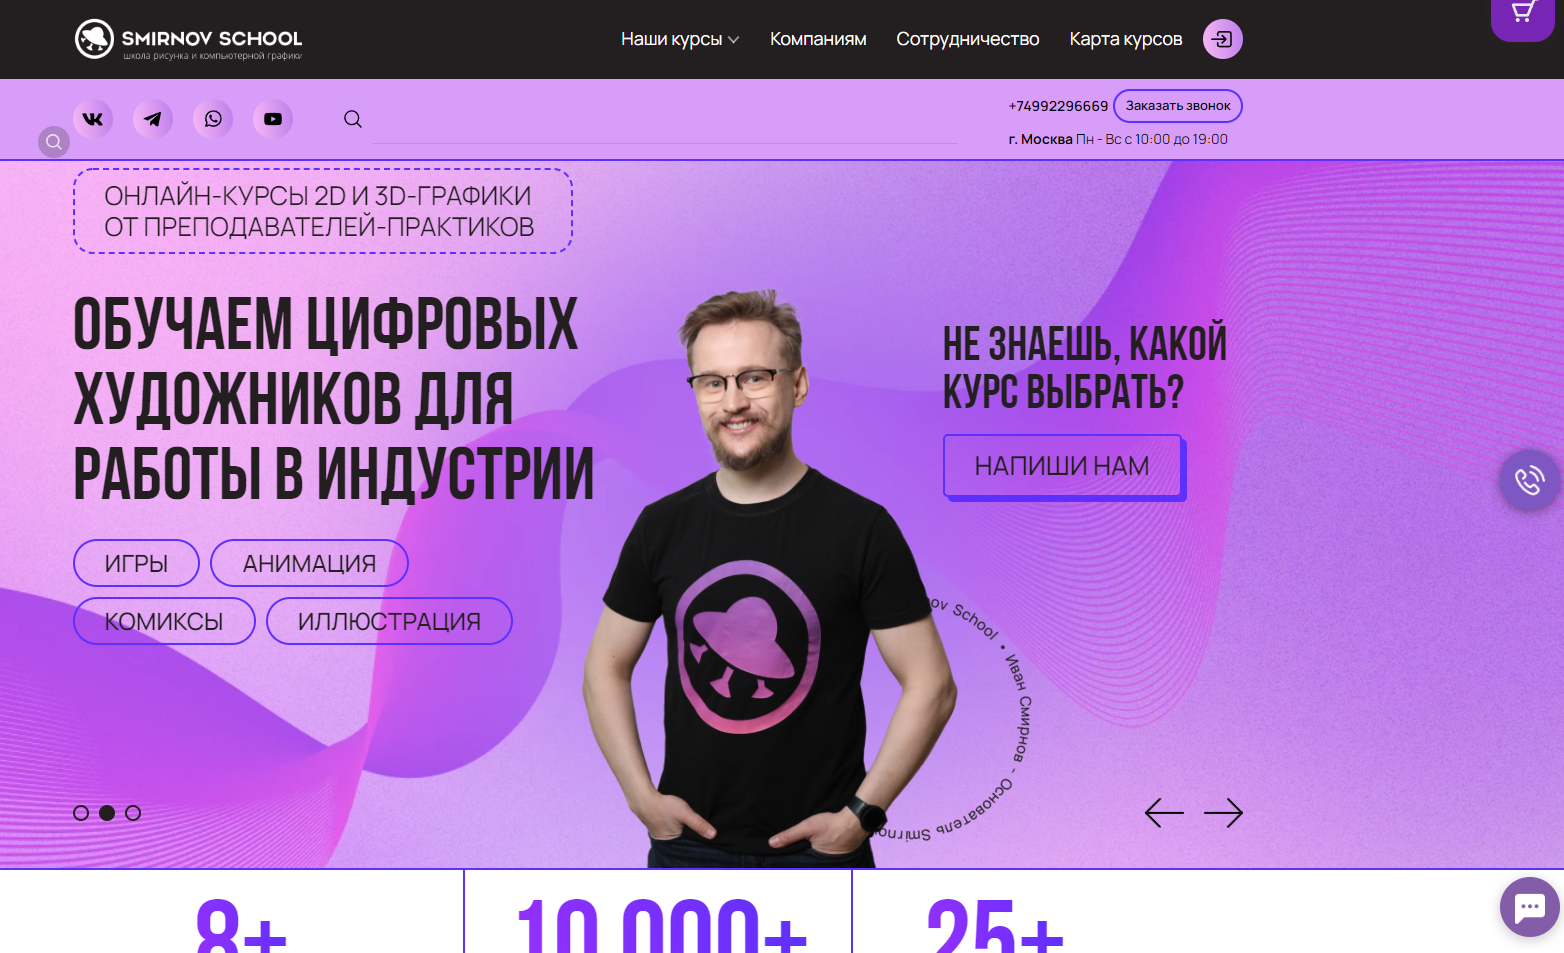 SMIRNOV SCHOOL
школа рисунка и компьютерной графики
Наши курсы
Компаниям
Сотрудничество
Карта курсов
+74992296669
Заказать звонок
г. Москва Пн - Вс с 10:00 до 19:00
ОНЛАЙН-КУРСЫ 2D И 3D-ГРАФИКИ
ОТ ПРЕПОДАВАТЕЛЕЙ-ПРАКТИКОВ
ОБУЧАЕМ ЦИФРОВЫХ
ХУДОЖНИКОВ ДЛЯ
РАБОТЫ В ИНДУСТРИИ
НЕ ЗНАЕШЬ, КАКОЙ
КУРС ВЫБРАТЬ?
НАПИШИ НАМ
ИГРЫ
АНИМАЦИЯ
КОМИКСЫ
ИЛЛЮСТРАЦИЯ
School • Иван Смирнов - Основатель Smirnov
8+
10 000+
25+